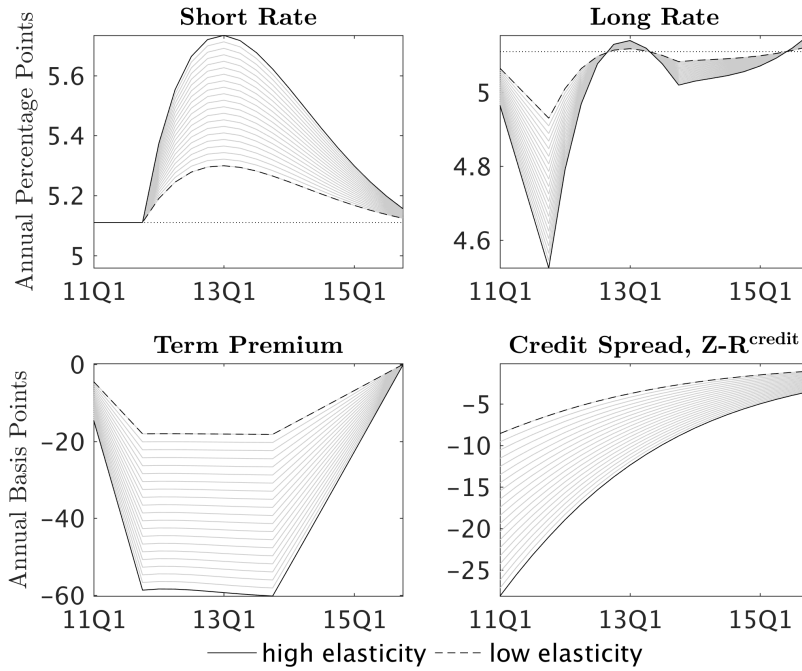 Short Rate
Long Rate
Annual Percentage Points
5.6
5.4
5.2
5
11Q1 13Q1 15Q1
5
4.8
4.6
11Q1 13Q1 15Q1
Term Premium
Credit Spread, Z-R^credit
Annual Basis Points
0
−20
−40
−60
11Q1 13Q1 15Q1
−5
−10
−15
−20
−25
11Q1 13Q1 15Q1
high elasticity low elasticity